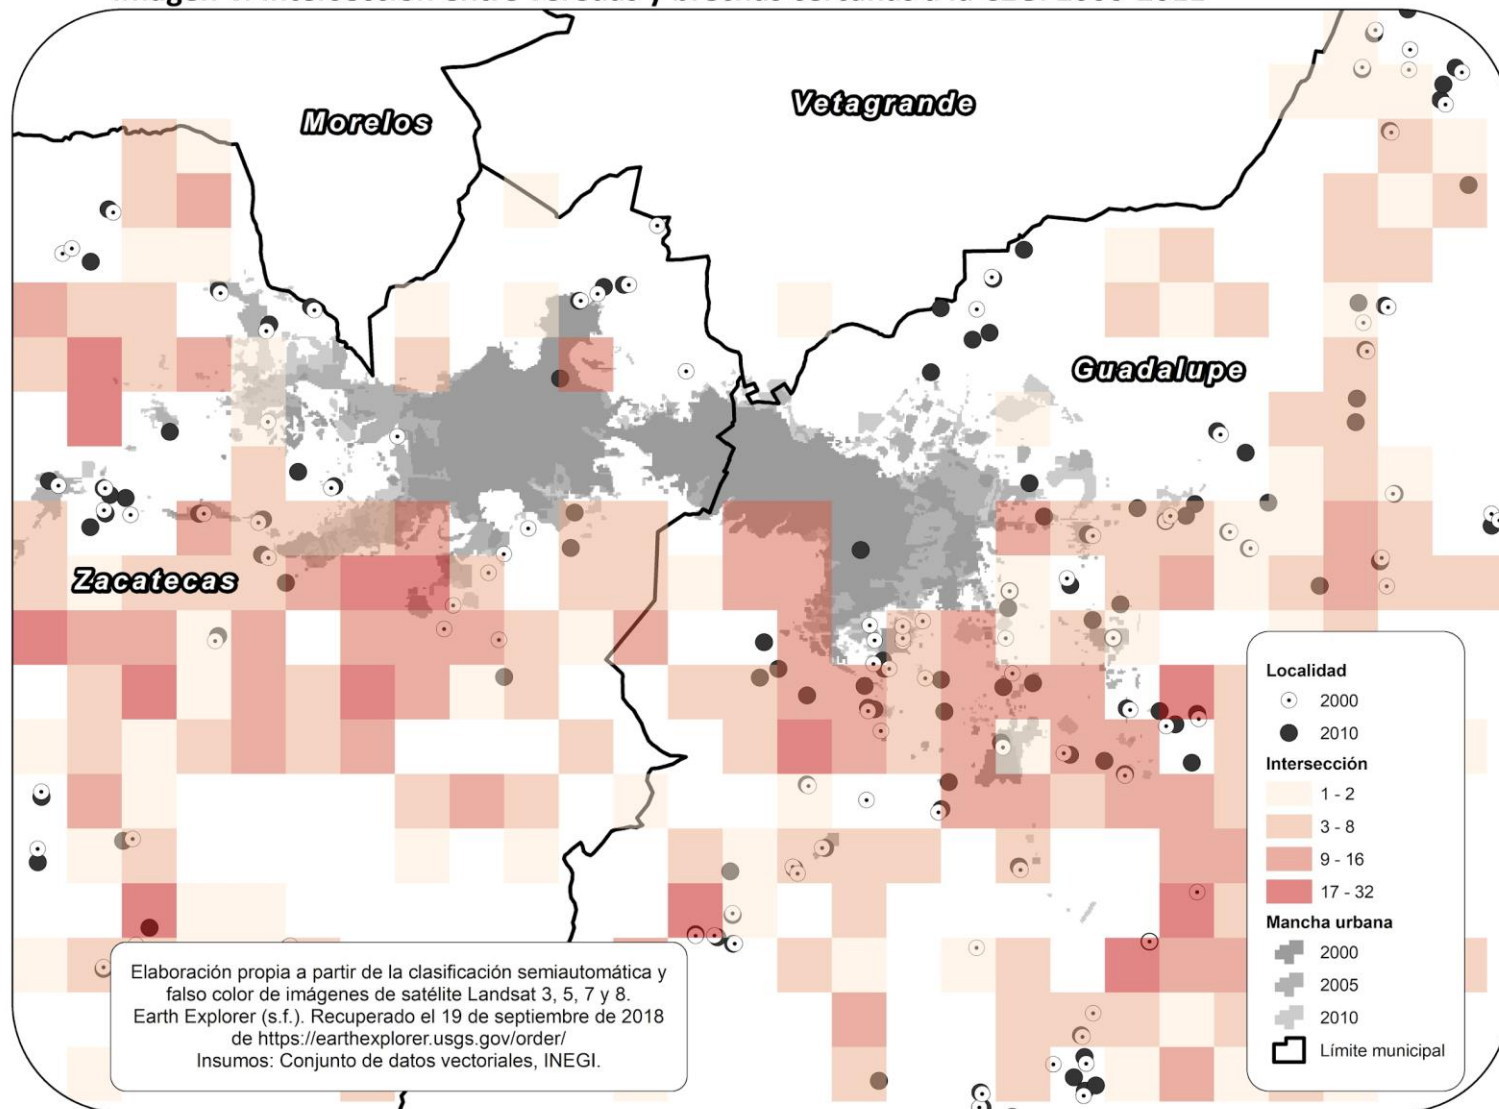 Morelos
Vetagrande
Guadalupe
Zacatecas
Localidad
2000
2010
Intersección
1 - 2
3 - 8
9 - 16
17 - 32
Mancha urbana
2000
2005
2010
Límite municipal
Elaboración propia a partir de la clasificación semiautomática y
falso color de imágenes de satélite Landsat 3, 5, 7 y 8.
Earth Explorer (s.f.). Recuperado el 19 de septiembre de 2018
de https://earthexplorer.usgs.gov/order/
Insumos: Conjunto de datos vectoriales, INEGI.